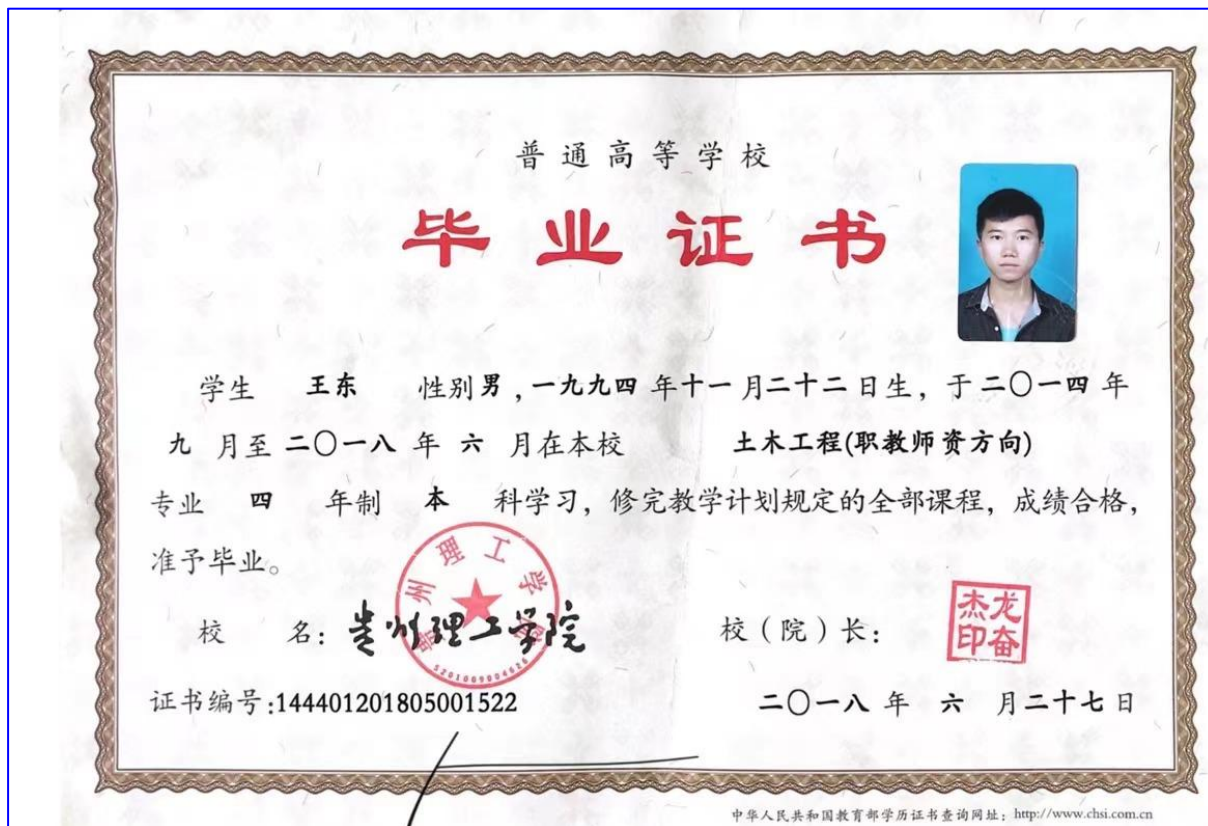 普通高等学校
毕业证书
学生 王东 性别男，一九九四年十一月二十二日生，于二〇一四年
九月至二〇一八年六月在本校 土木工程(职教师资方向)
专业 四 年制 本 科学习，修完教学计划规定的全部课程，成绩合格，
准予毕业。
校 名：贵州理工学院
贵州理工学院
5201009004626
校（院）长：
龙奋杰印
证书编号:144401201805001522
二〇一八年 六 月二十七日
中华人民共和国教育部学历证书查询网址：http://www.chsi.com.cn